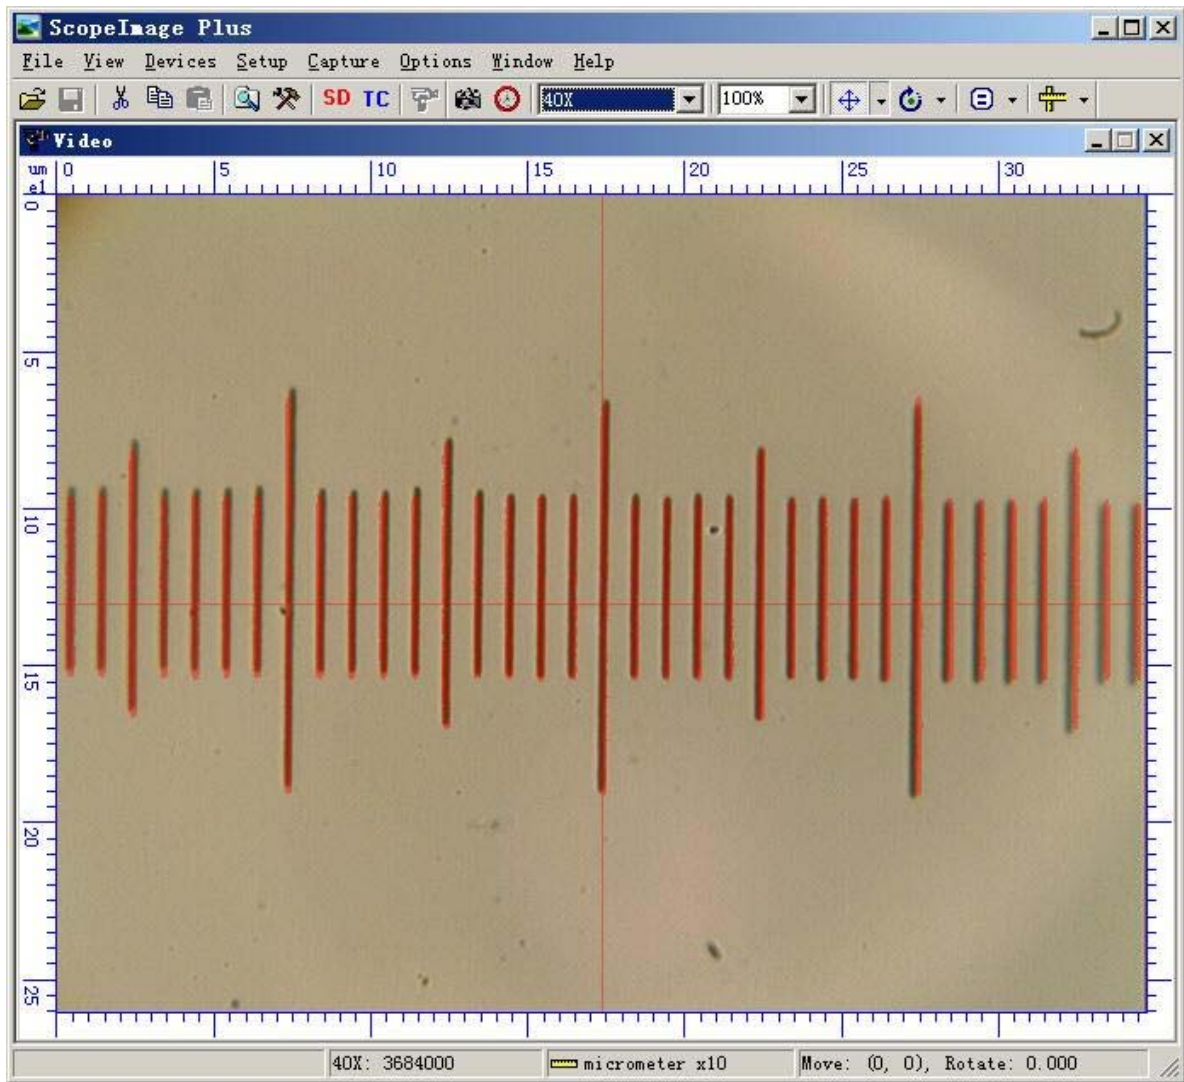 ScopeImage Plus
File View Devices Setup Capture Options Window Help
SD TC 40X 100%
Video
um 0 5 10 15 20 25 30
e1
0
5
10
15
20
25
40X: 3684000 micrometer x10 Move: (0, 0), Rotate: 0.000